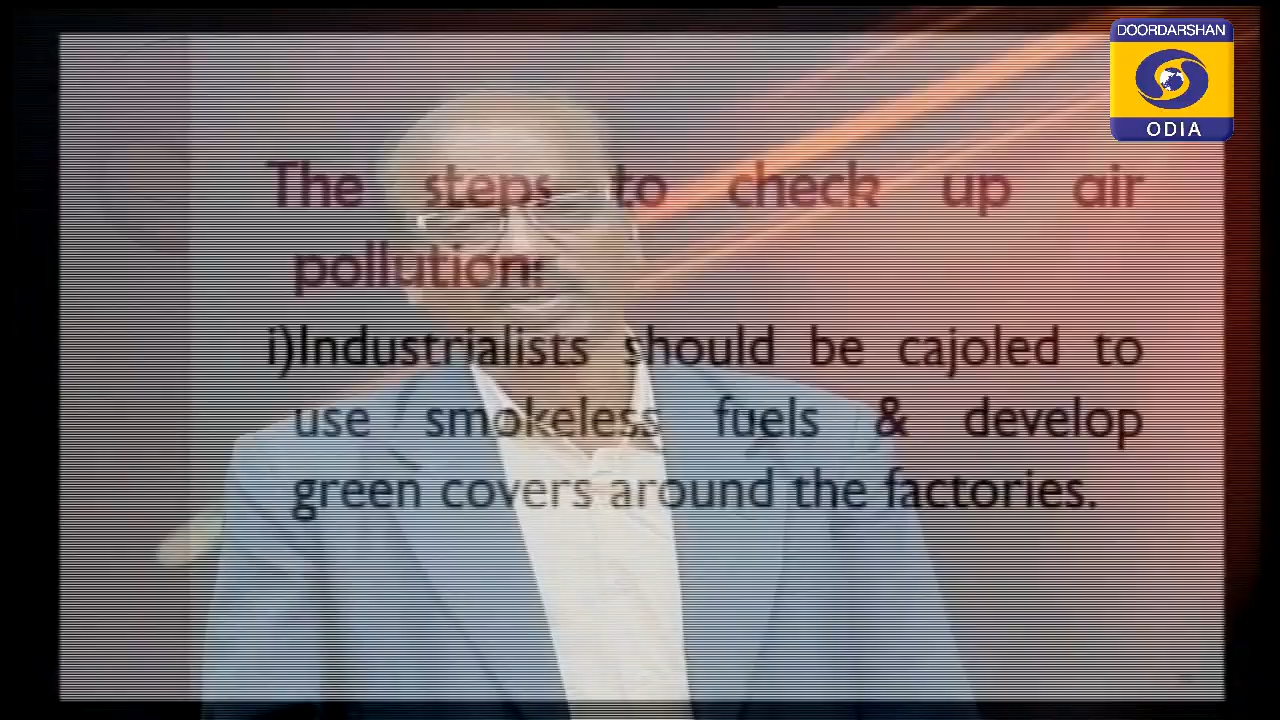 DOORDARSHAN
ODIA
The steps to check up air
pollution:
i)Industrialists should be cajoled to
use smokeless fuels & develop
green covers around the factories.